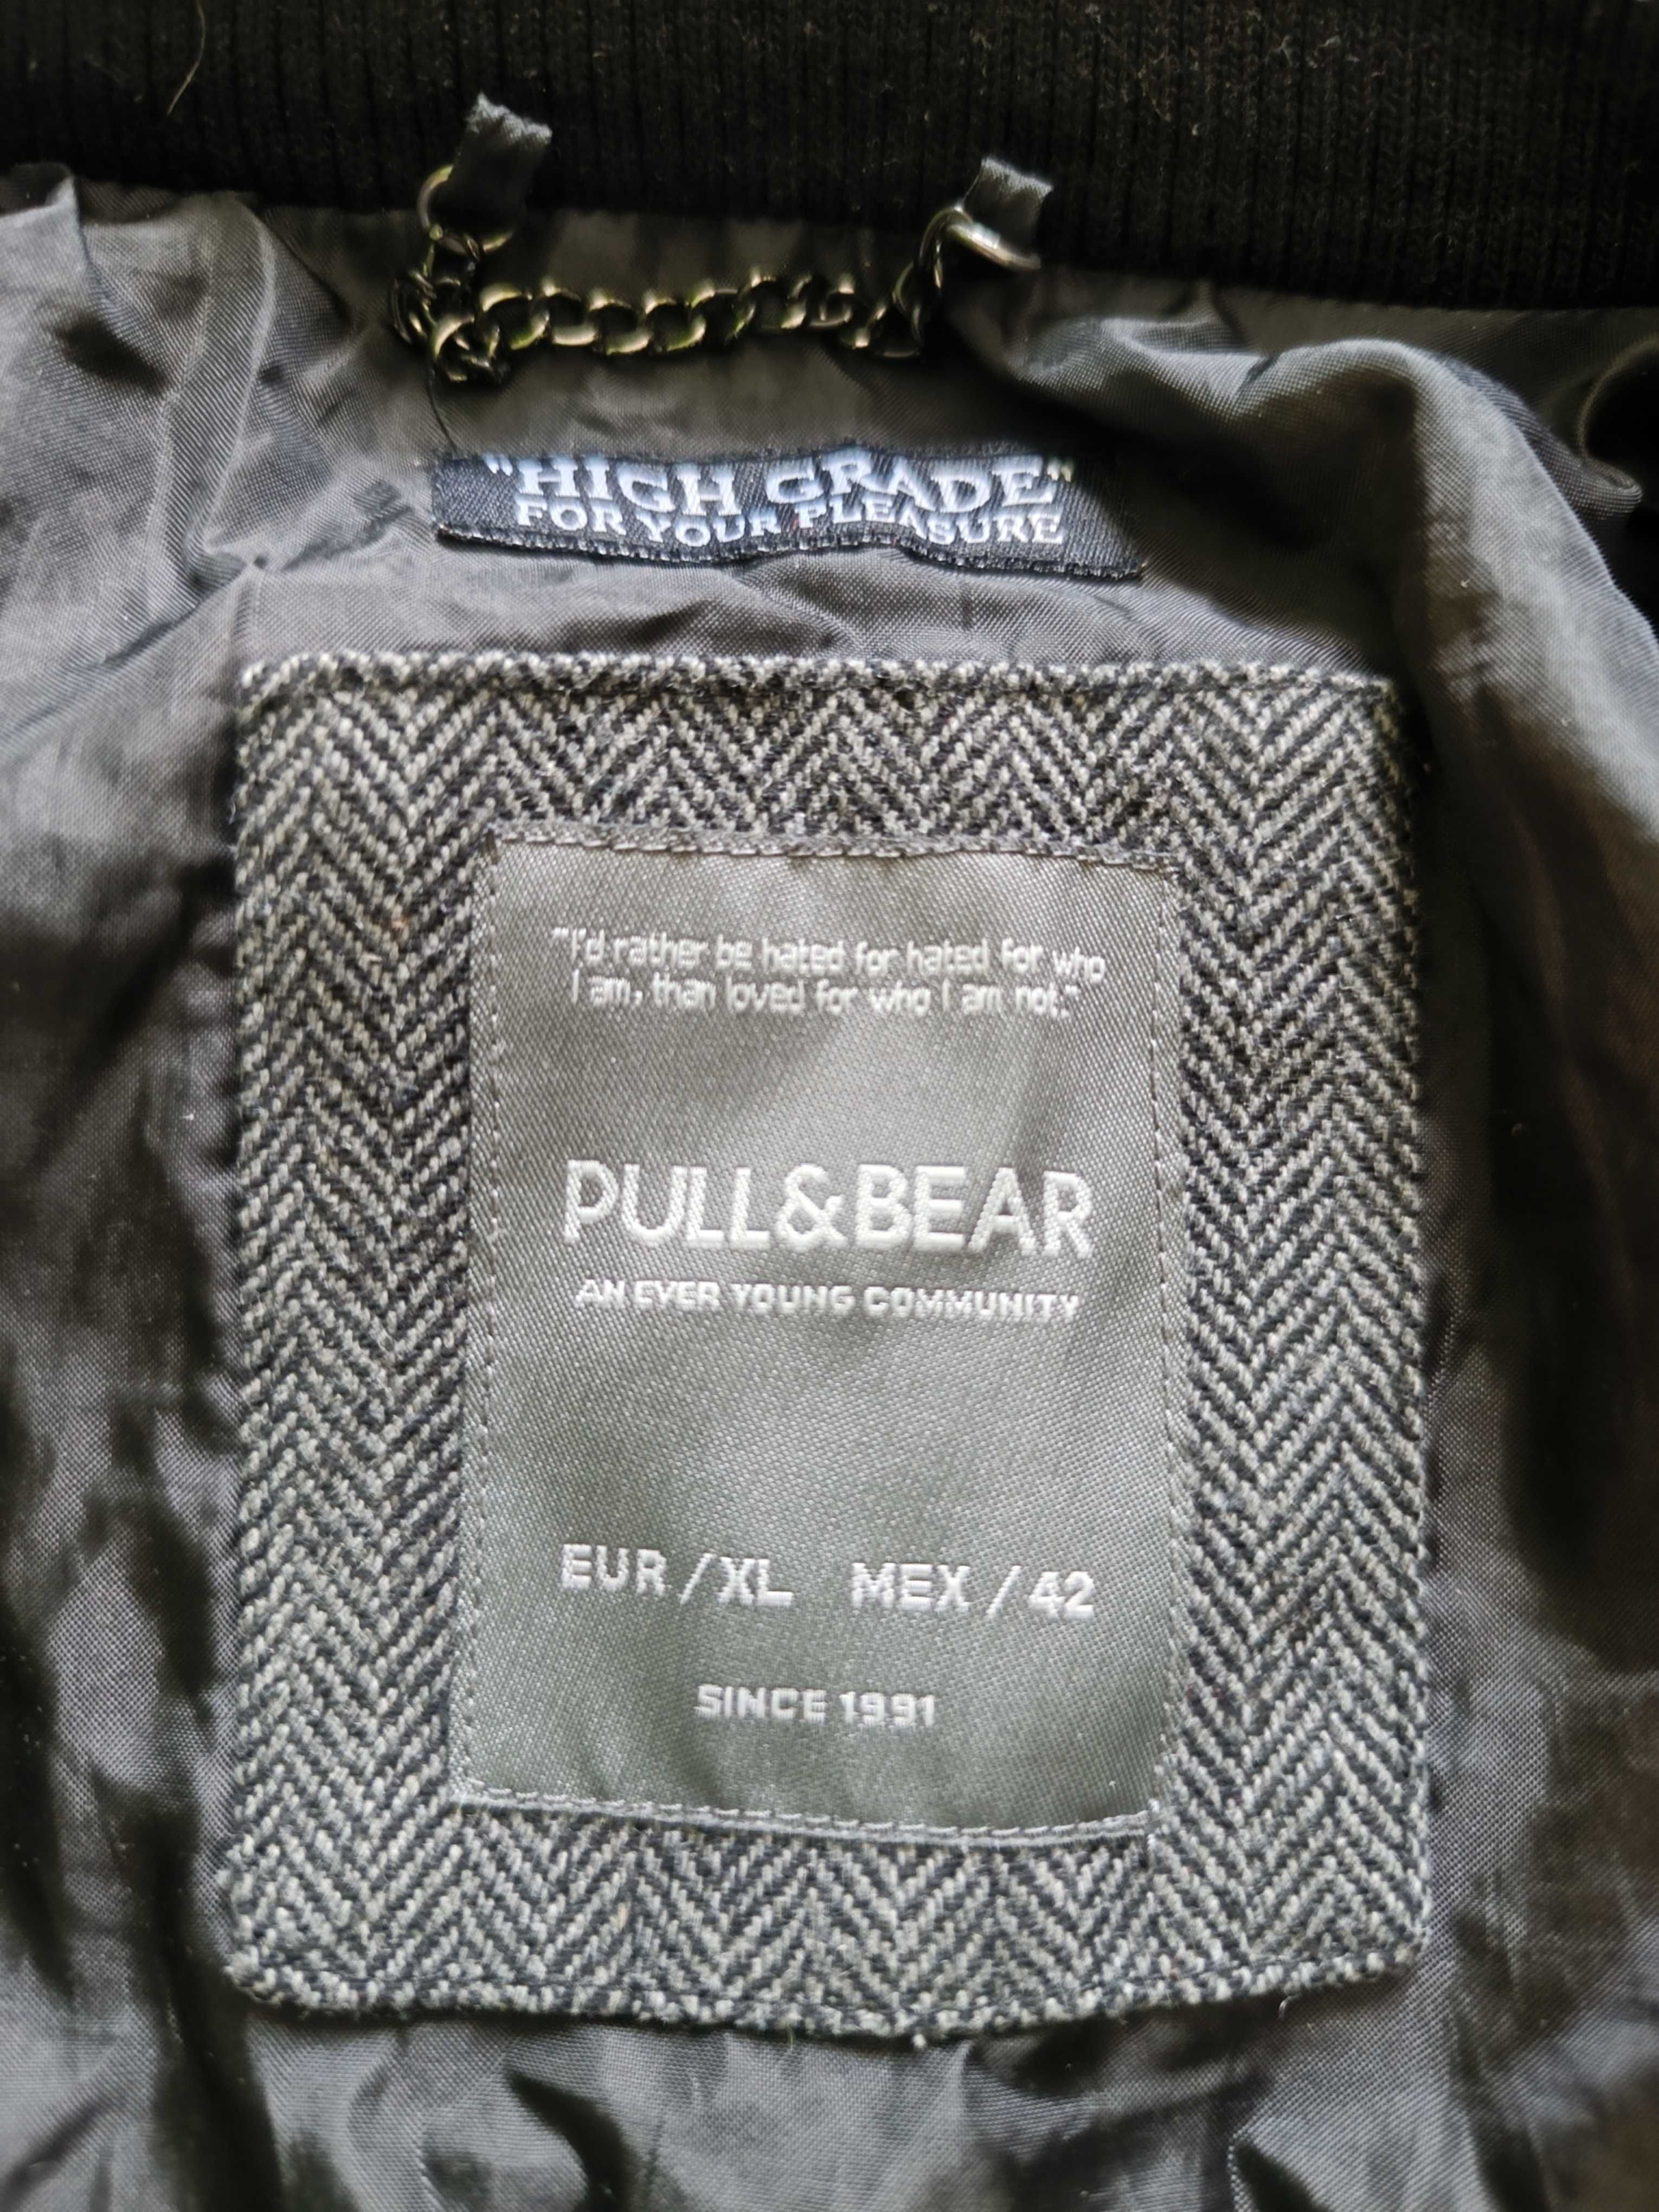 "HIGH GRADE"
FOR YOUR PLEASURE
"I'd rather be hated for hated for who
I am, than loved for who I am not."
PULL&BEAR
AN EVER YOUNG COMMUNITY
EUR / XL MEX / 42
SINCE 1991